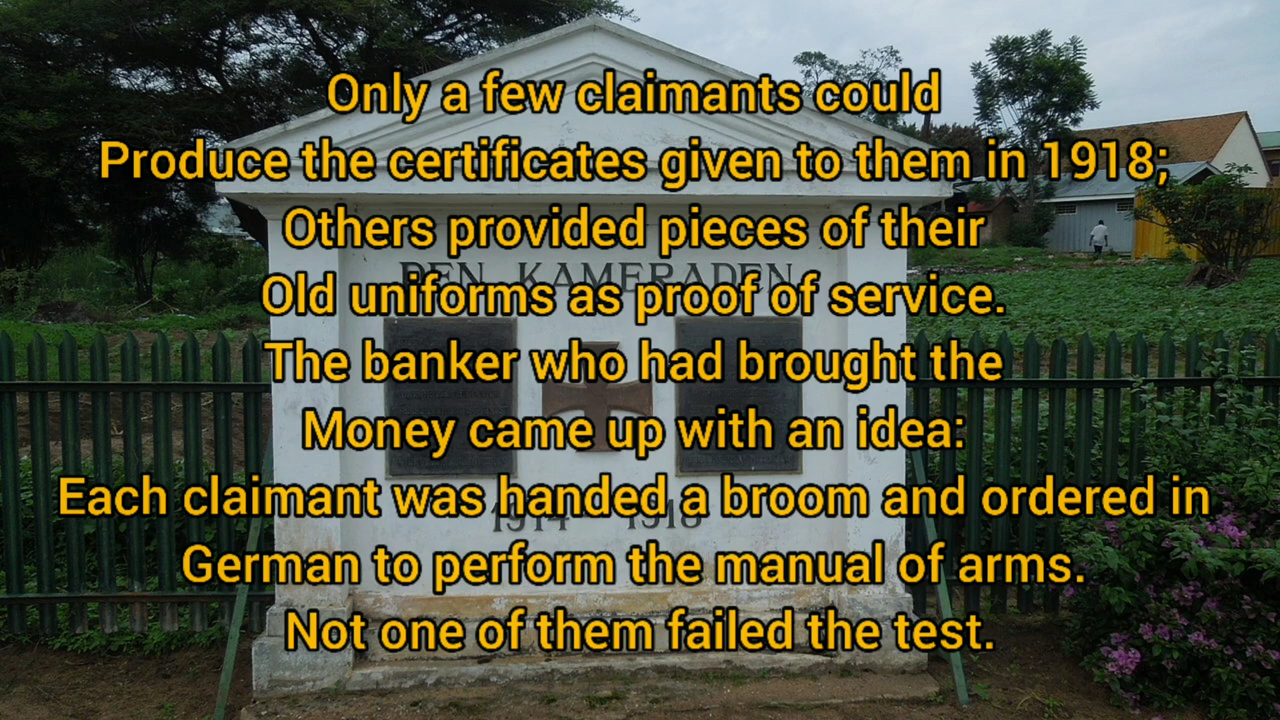 Only a few claimants could
Produce the certificates given to them in 1918;
Others provided pieces of their
DEN KAMERADEN
Old uniforms as proof of service.
The banker who had brought the
Money came up with an idea:
Each claimant was handed a broom and ordered in
1914 1918
German to perform the manual of arms.
Not one of them failed the test.